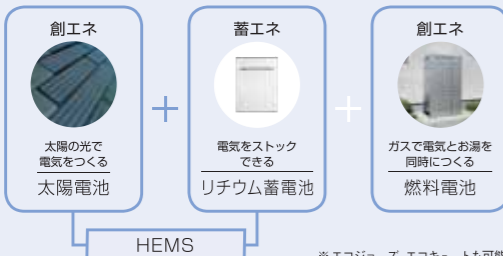 創エネ
太陽の光で
電気をつくる
太陽電池
+
蓄エネ
電気をストック
できる
リチウム蓄電池
+
創エネ
ガスで電気とお湯を
同時につくる
燃料電池
HEMS